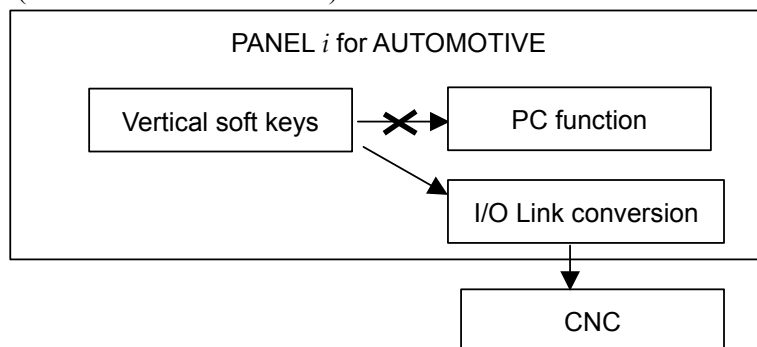 PANEL i for AUTOMOTIVE
Vertical soft keys
PC function
I/O Link conversion
CNC